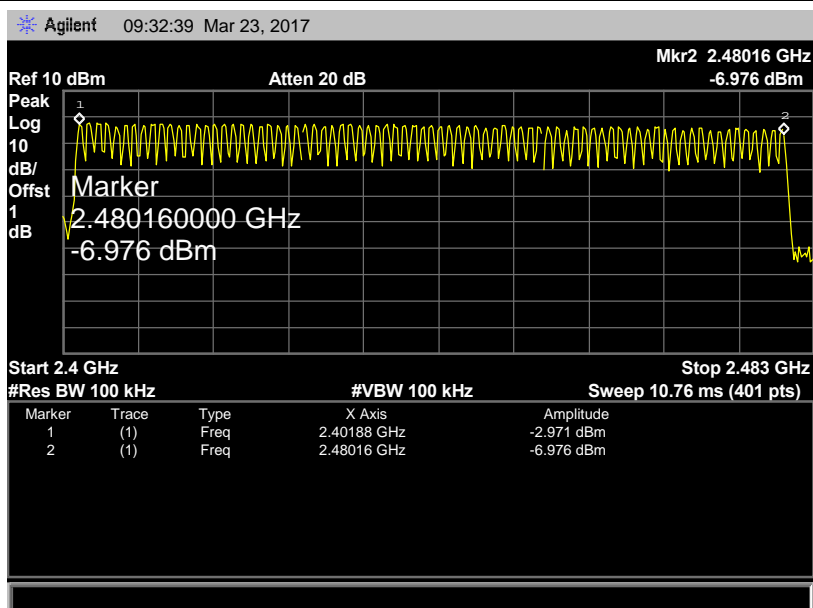 Agilent 09:32:39 Mar 23, 2017
Mkr2 2.48016 GHz
Ref 10 dBm Atten 20 dB -6.976 dBm
Peak
Log
10
dB/
Offst
1
dB
1
2
Marker
2.480160000 GHz
-6.976 dBm
Start 2.4 GHz Stop 2.483 GHz
#Res BW 100 kHz #VBW 100 kHz Sweep 10.76 ms (401 pts)
Marker Trace Type X Axis Amplitude
1 (1) Freq 2.40188 GHz -2.971 dBm
2 (1) Freq 2.48016 GHz -6.976 dBm